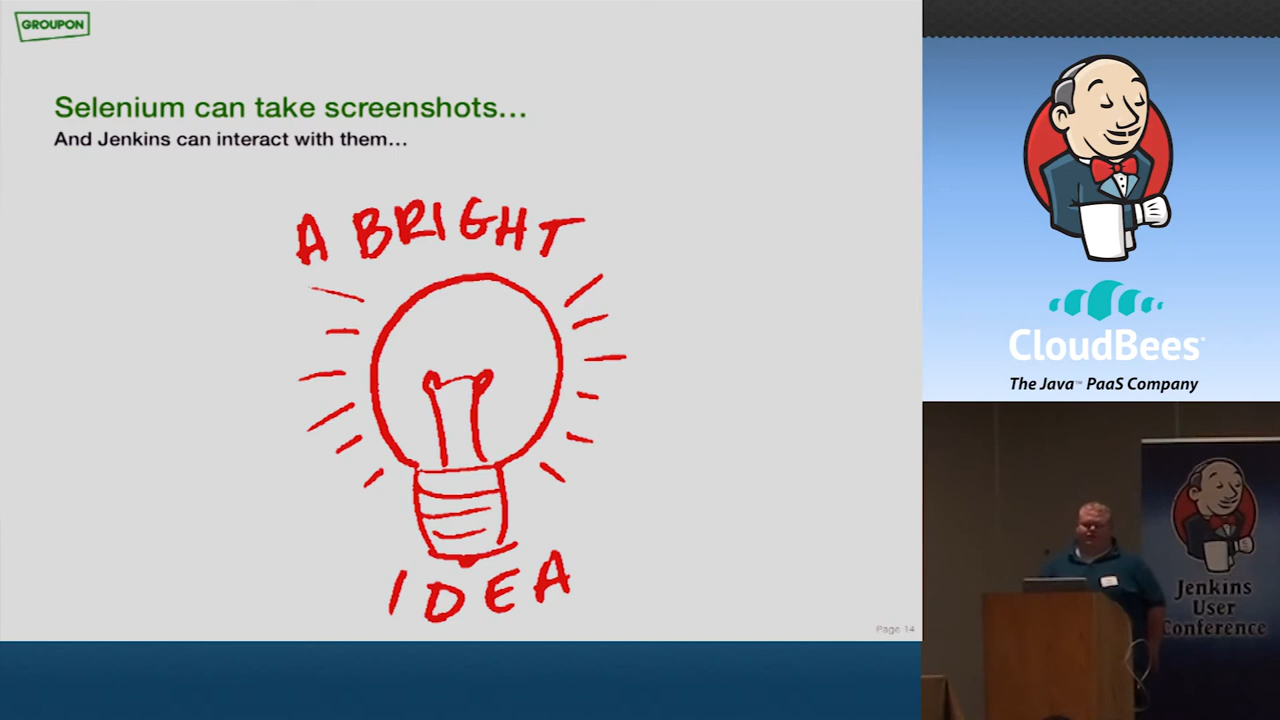 GROUPON
Selenium can take screenshots...
And Jenkins can interact with them...
A BRIGHT
IDEA
Page 14
CloudBees
The Java™ PaaS Company
Jenkins
User
Conference